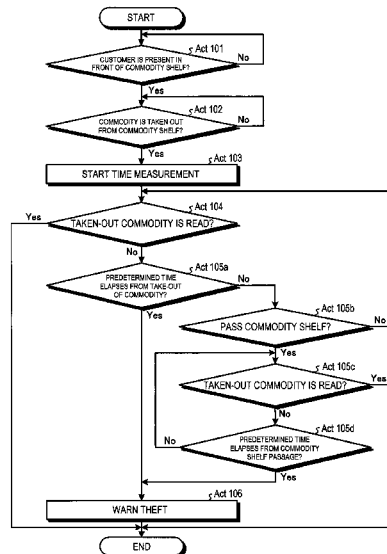 START
Act 101
CUSTOMER IS PRESENT IN
FRONT OF COMMODITY SHELF?
No
Yes
Act 102
COMMODITY IS TAKEN OUT
FROM COMMODITY SHELF?
No
Yes
Act 103
START TIME MEASUREMENT
Act 104
Yes
TAKEN-OUT COMMODITY IS READ?
No
Act 105a
PREDETERMINED TIME
ELAPSES FROM TAKE-OUT
OF COMMODITY?
No
Yes
Act 105b
PASS COMMODITY SHELF?
No
Yes
Act 105c
TAKEN-OUT COMMODITY IS READ?
Yes
No
Act 105d
PREDETERMINED TIME
ELAPSES FROM COMMODITY
SHELF PASSAGE?
No
Yes
Act 106
WARN THEFT
END